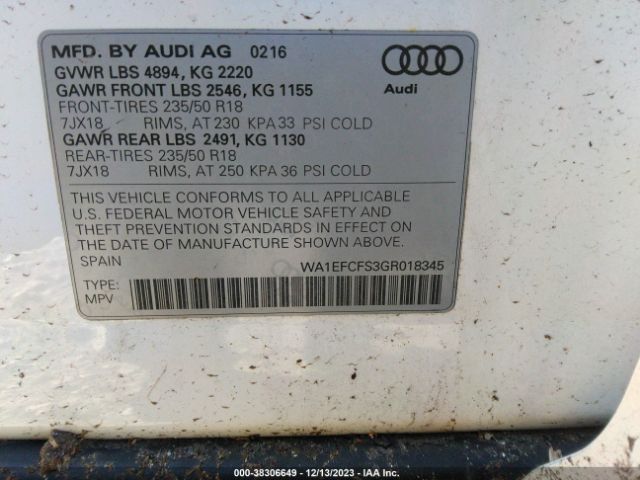 MFD. BY AUDI AG 0216
GVWR LBS 4894, KG 2220
GAWR FRONT LBS 2546, KG 1155
FRONT-TIRES 235/50 R18
7JX18 RIMS, AT 230 KPA 33 PSI COLD
GAWR REAR LBS 2491, KG 1130
REAR-TIRES 235/50 R18
7JX18 RIMS, AT 250 KPA 36 PSI COLD
Audi
THIS VEHICLE CONFORMS TO ALL APPLICABLE
U.S. FEDERAL MOTOR VEHICLE SAFETY AND
THEFT PREVENTION STANDARDS IN EFFECT ON
THE DATE OF MANUFACTURE SHOWN ABOVE.
SPAIN WA1EFCFS3GR018345
TYPE:
MPV
000-38306649 - 12/13/2023 - IAA Inc.